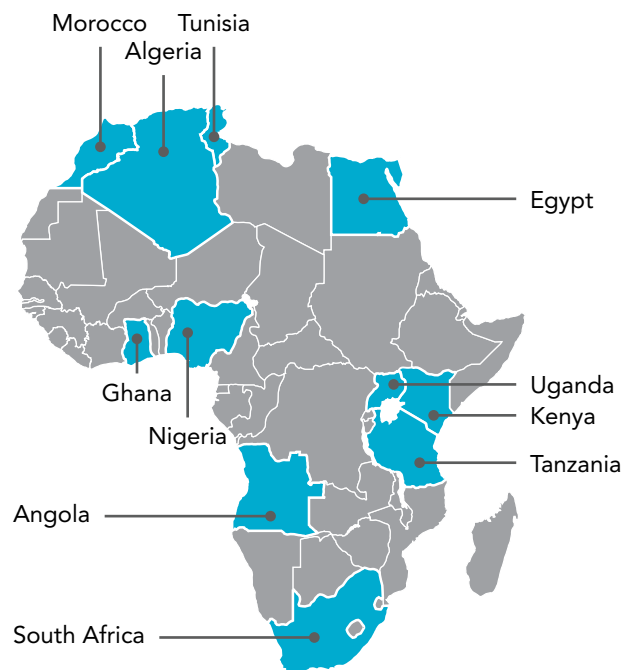 Morocco
Tunisia
Algeria
Egypt
Ghana
Uganda
Kenya
Nigeria
Tanzania
Angola
South Africa